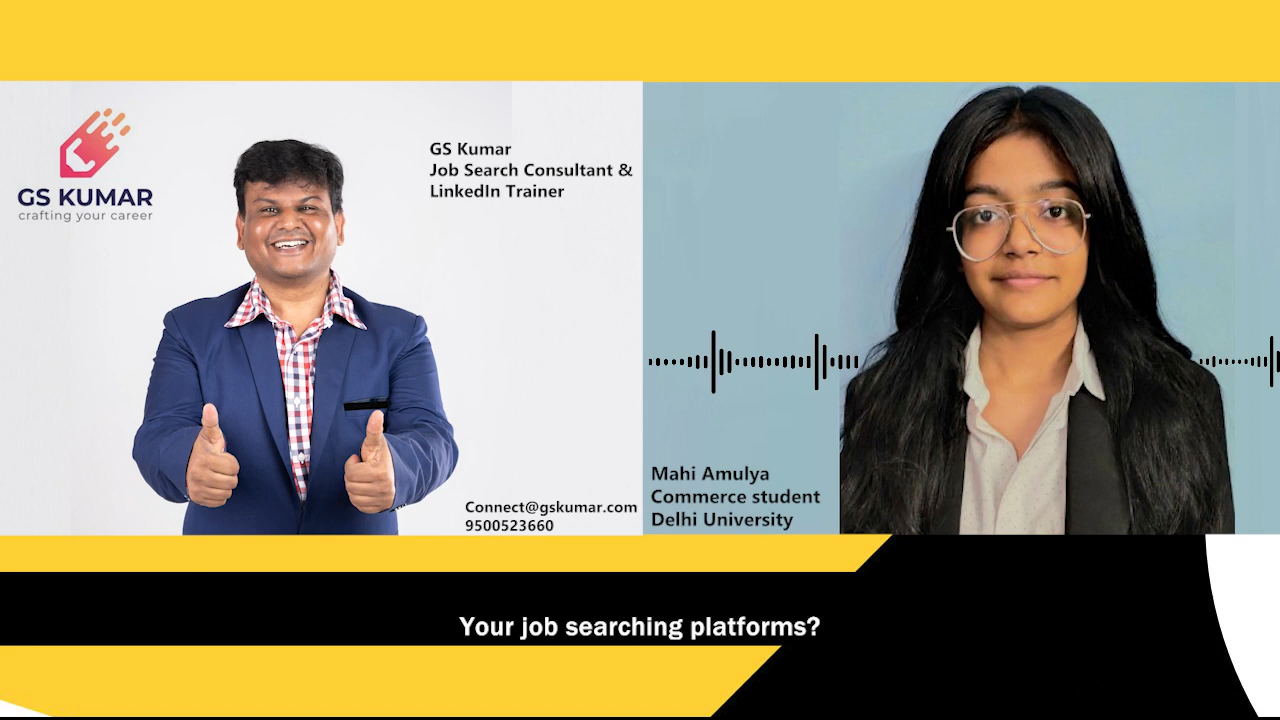 GS KUMAR
crafting your career
GS Kumar
Job Search Consultant &
LinkedIn Trainer
Connect@gskumar.com
9500523660
Mahi Amulya
Commerce student
Delhi University
Your job searching platforms?